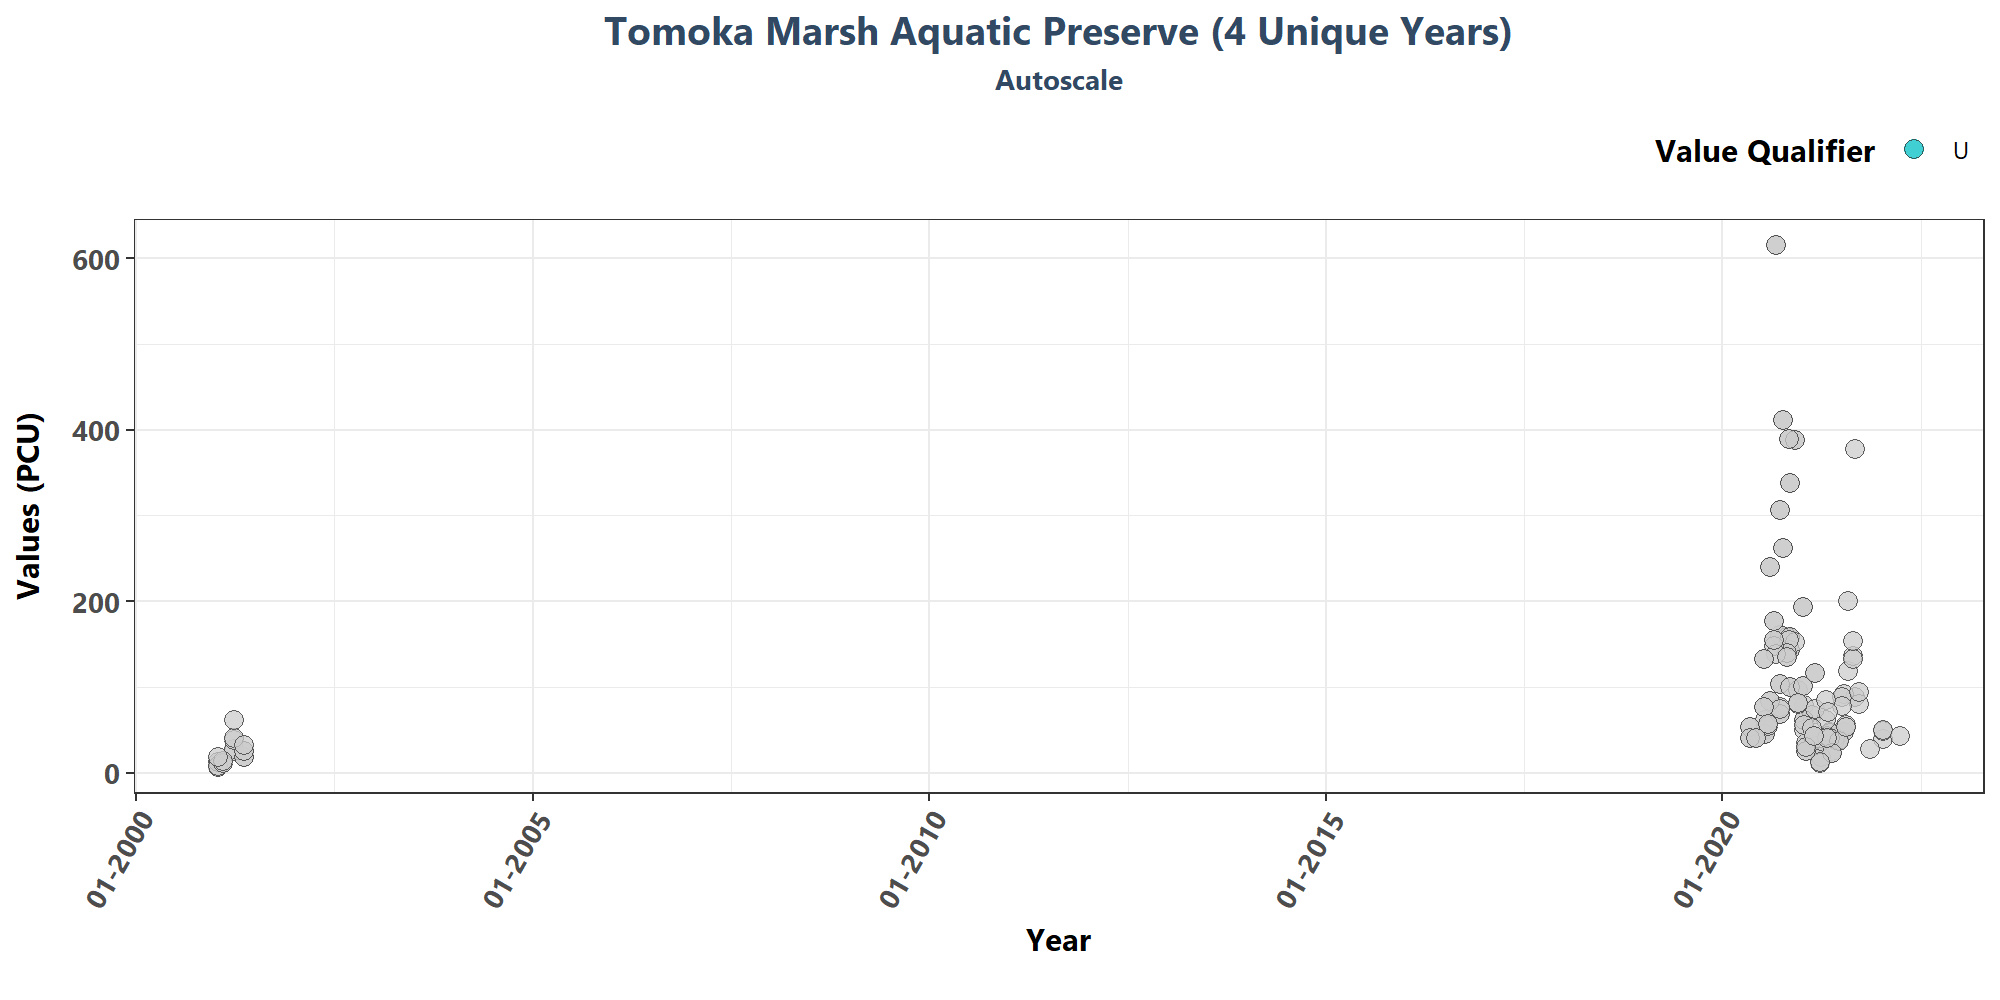 Tomoka Marsh Aquatic Preserve (4 Unique Years)
Autoscale
Value Qualifier U
600
400
200
0
Values (PCU)
01-2000 01-2005 01-2010 01-2015 01-2020
Year